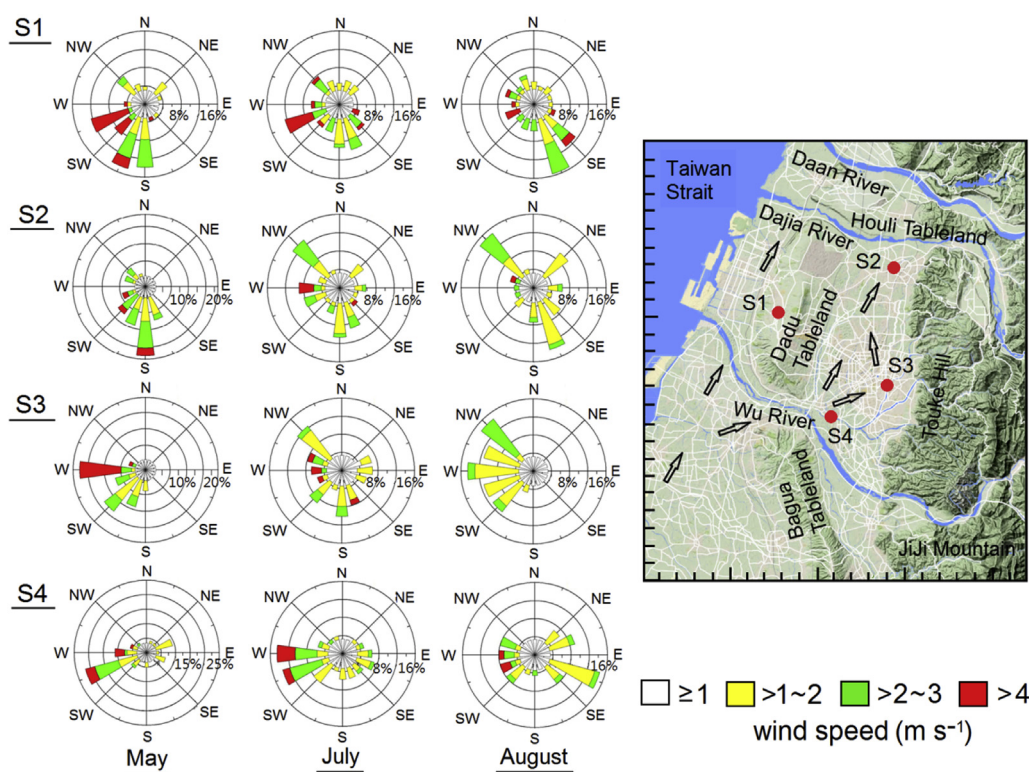 S1
N
NW
NE
W
E
8% 16%
SW
SE
S
N
NW
NE
W
E
8% 16%
SW
SE
S
N
NW
NE
W
E
8% 16%
SW
SE
S
S2
N
NW
NE
W
E
10% 20%
SW
SE
S
N
NW
NE
W
E
8% 16%
SW
SE
S
N
NW
NE
W
E
8% 16%
SW
SE
S
S3
N
NW
NE
W
E
10% 20%
SW
SE
S
N
NW
NE
W
E
8% 16%
SW
SE
S
N
NW
NE
W
E
8% 16%
SW
SE
S
S4
N
NW
NE
W
E
15% 25%
SW
SE
S
N
NW
NE
W
E
8% 16%
SW
SE
S
N
NW
NE
W
E
16%
SW
SE
S
May
July
August
Taiwan
Strait
Daan River
Dajia River
Houli Tableland
S2
S1
Dadu
Tableland
S3
Touke Hill
Wu River
S4
Bagua
Tableland
JiJi Mountain
≥1 >1~2 >2~3 >4
wind speed (m s⁻¹)